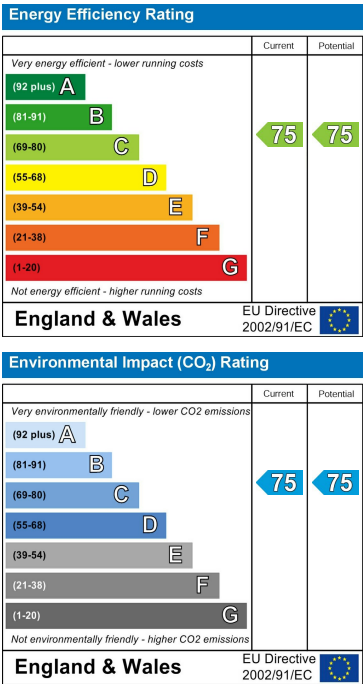 Energy Efficiency Rating
Current Potential
Very energy efficient - lower running costs
(92 plus) A
(81-91) B
(69-80) C 75 75
(55-68) D
(39-54) E
(21-38) F
(1-20) G
Not energy efficient - higher running costs
England & Wales EU Directive 2002/91/EC
Environmental Impact (CO₂) Rating
Current Potential
Very environmentally friendly - lower CO2 emissions
(92 plus) A
(81-91) B
(69-80) C 75 75
(55-68) D
(39-54) E
(21-38) F
(1-20) G
Not environmentally friendly - higher CO2 emissions
England & Wales EU Directive 2002/91/EC